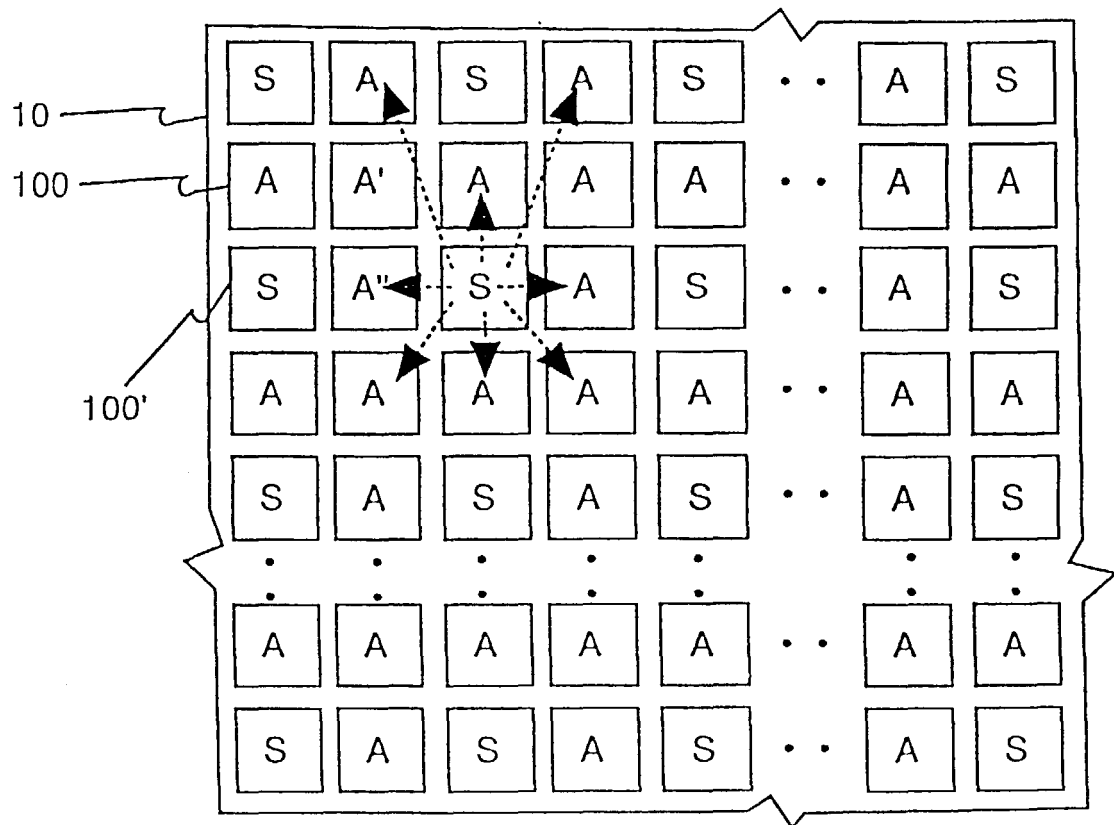 S A S A S • • A S
10
A A' A A A • • A A
100
S A" S A S • • A S
A A A A A • • A A
100'
S A S A S • • A S
• • • • • • •
• • • • • • •
A A A A A • • A A
S A S A S • • A S